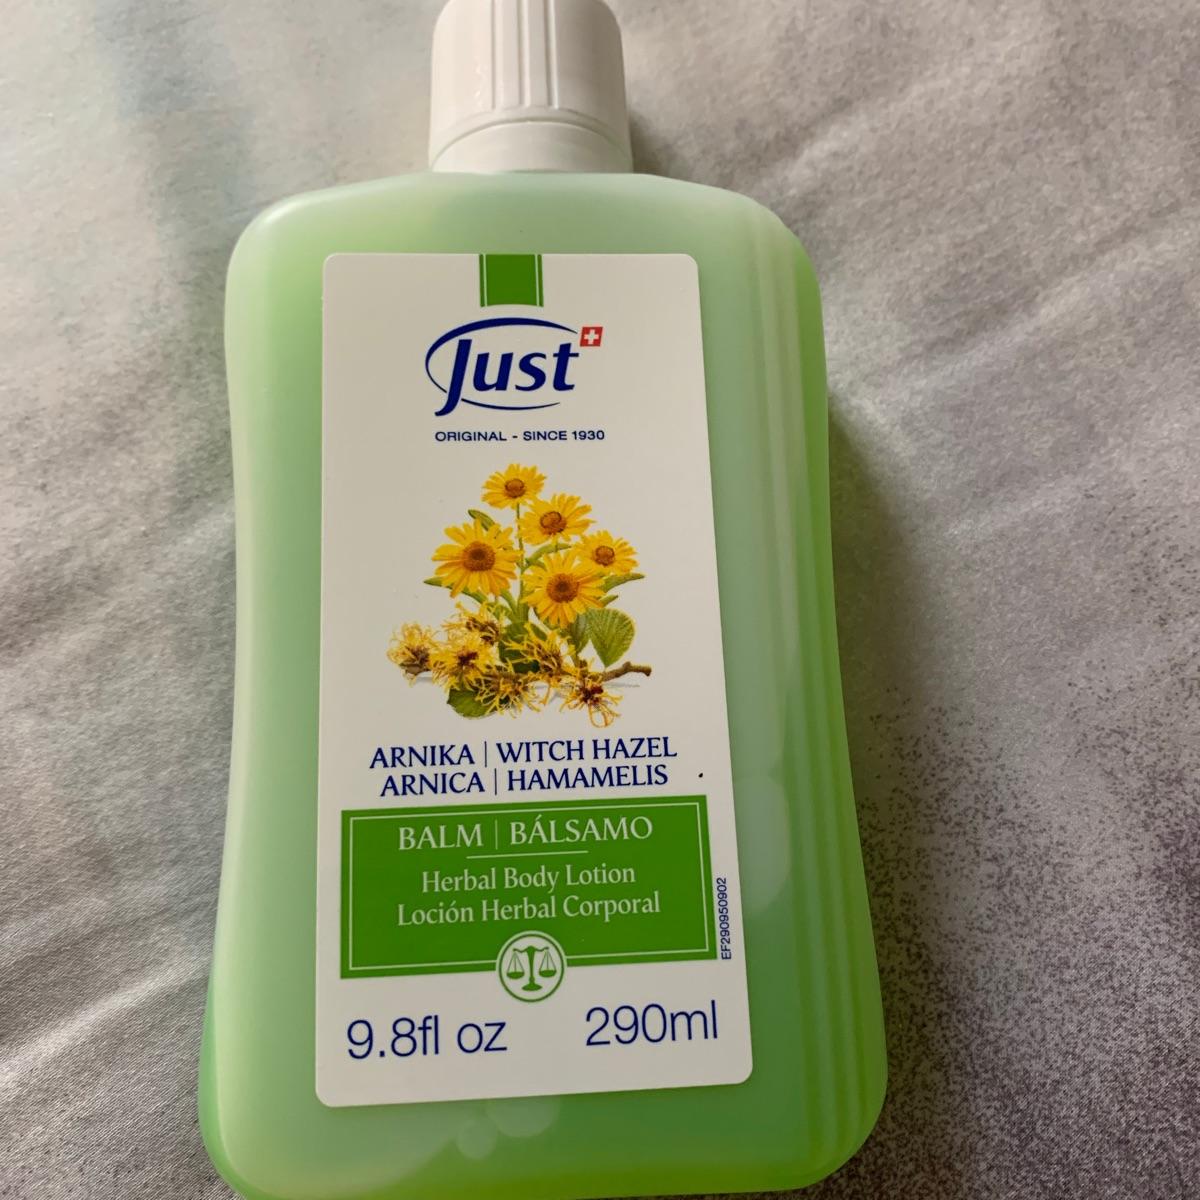 Just
ORIGINAL - SINCE 1930
ARNIKA | WITCH HAZEL
ARNICA | HAMAMELIS
BALM | BÁLSAMO
Herbal Body Lotion
Loción Herbal Corporal
EF290950902
9.8fl oz 290ml